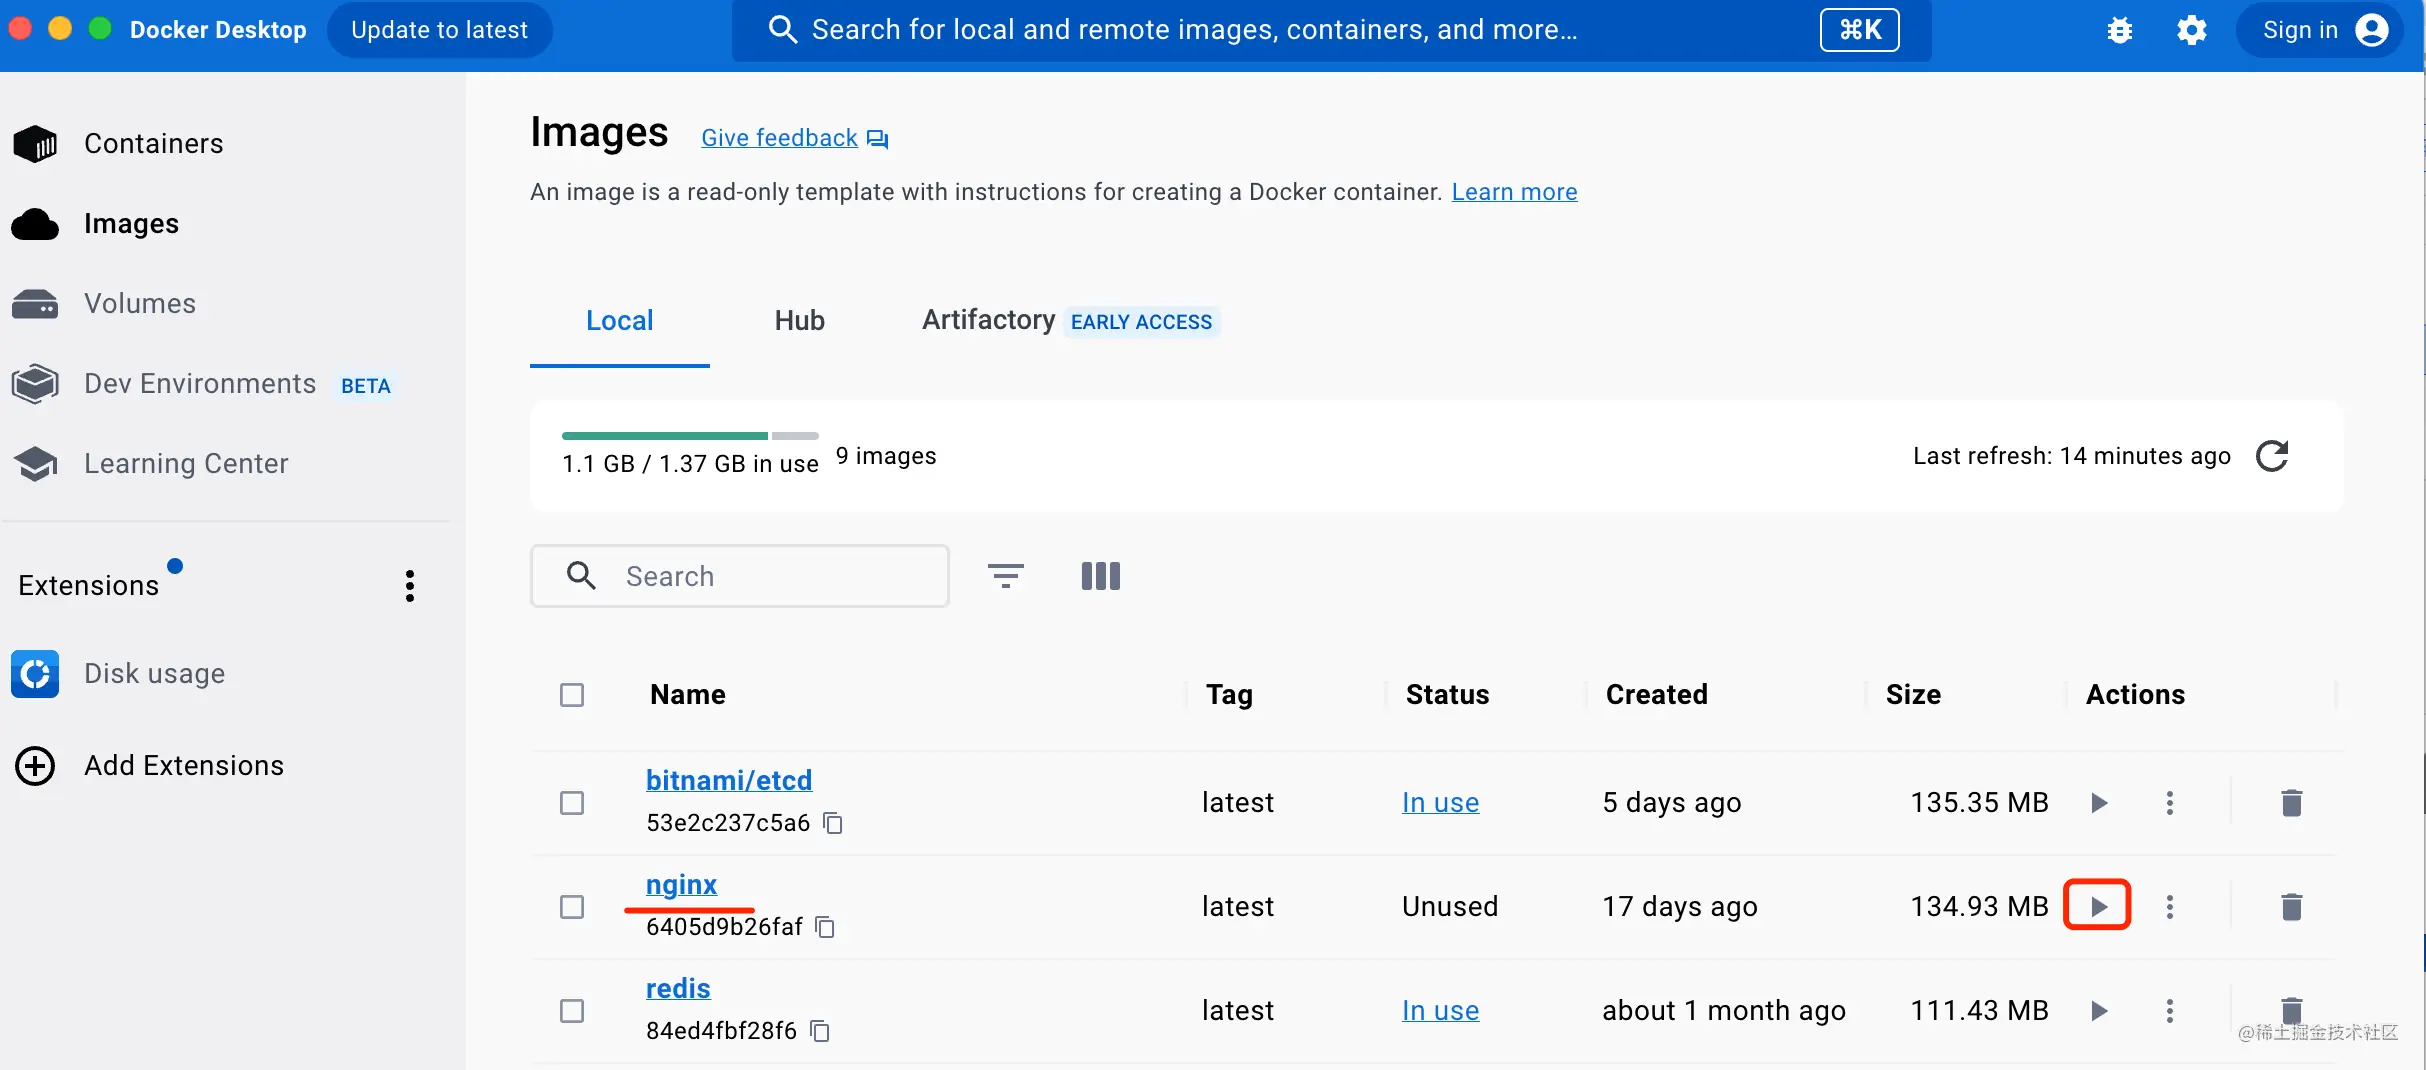 Docker Desktop Update to latest Search for local and remote images, containers, and more... ⌘K Sign in
Containers
Images
Volumes
Dev Environments BETA
Learning Center
Extensions
Disk usage
Add Extensions
Images Give feedback
An image is a read-only template with instructions for creating a Docker container. Learn more
Local Hub Artifactory EARLY ACCESS
1.1 GB / 1.37 GB in use 9 images Last refresh: 14 minutes ago
Search
Name Tag Status Created Size Actions
bitnami/etcd
53e2c237c5a6 latest In use 5 days ago 135.35 MB
nginx
6405d9b26faf latest Unused 17 days ago 134.93 MB
redis
84ed4fbf28f6 latest In use about 1 month ago 111.43 MB
@稀土掘金技术社区